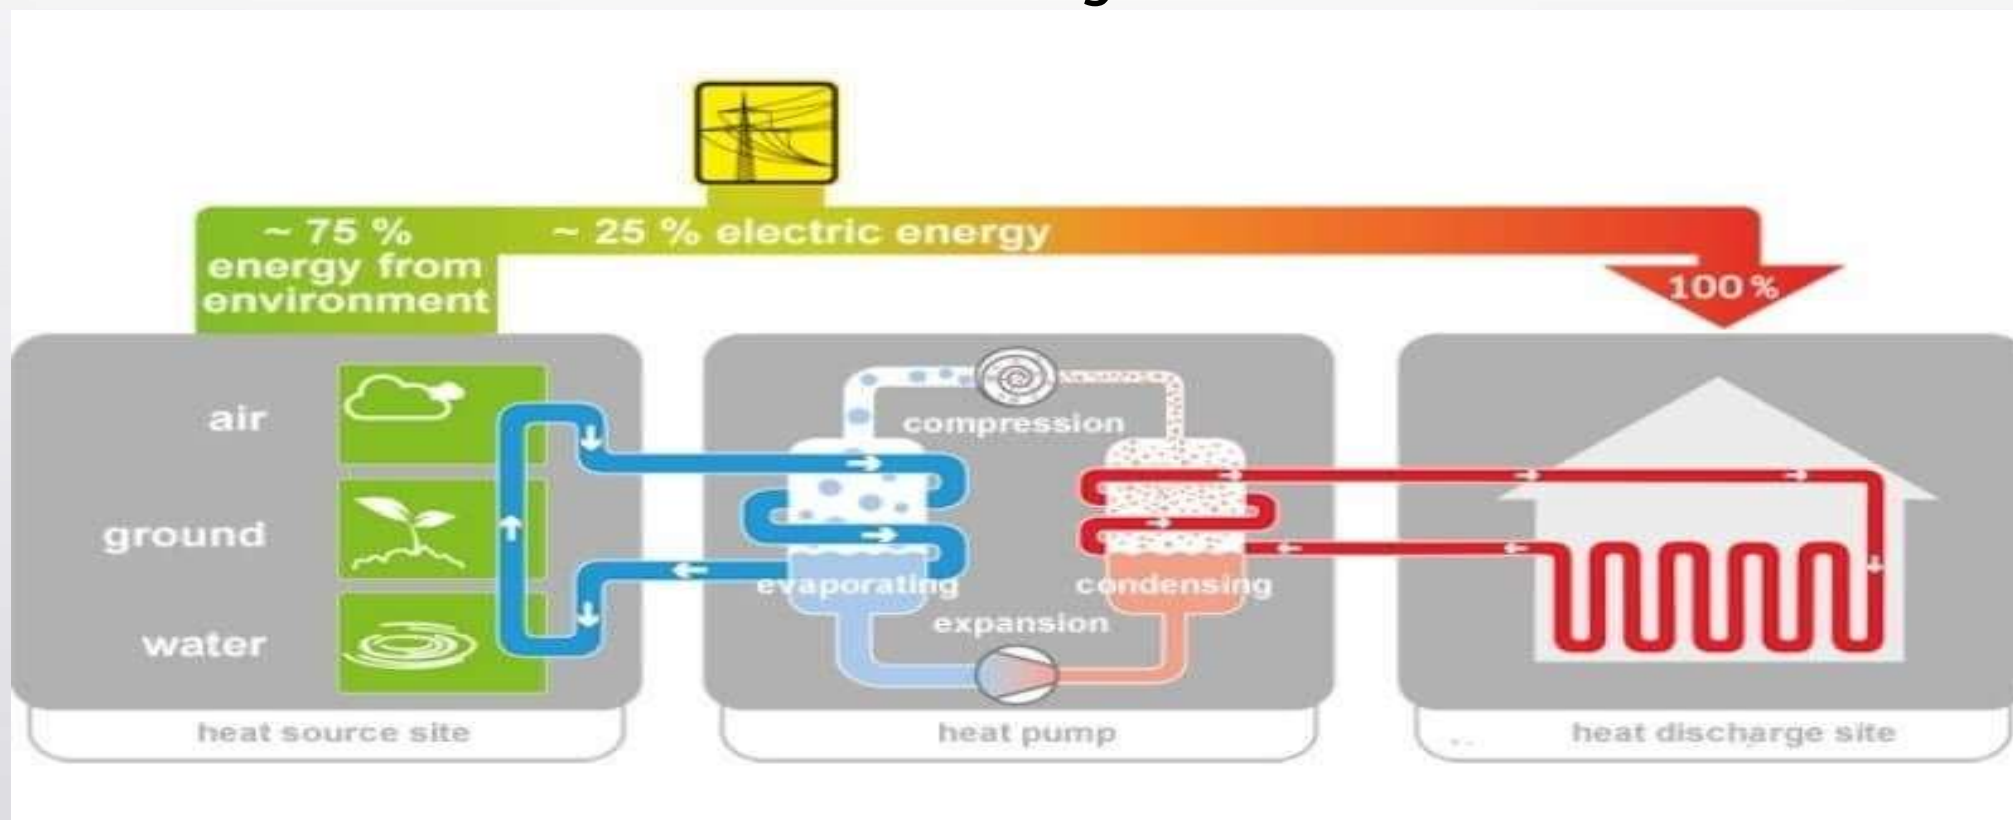 ~ 75 %
energy from
environment
~ 25 % electric energy
100 %
air
ground
water
compression
evaporating
condensing
expansion
heat source site
heat pump
heat discharge site